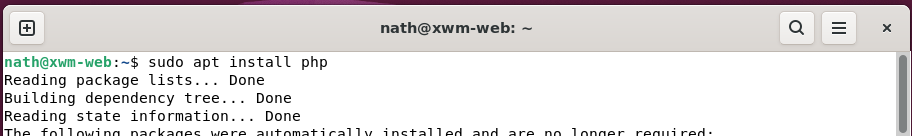 nath@xwm-web: ~
nath@xwm-web:~$ sudo apt install php
Reading package lists... Done
Building dependency tree... Done
Reading state information... Done
The following packages were automatically installed and are no longer required: